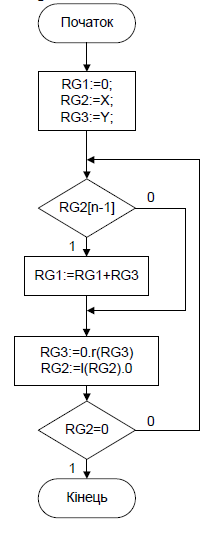 Початок
RG1:=0;
RG2:=X;
RG3:=Y;
RG2[n-1]
0
1
RG1:=RG1+RG3
RG3:=0.r(RG3)
RG2:=l(RG2).0
RG2=0
0
1
Кінець